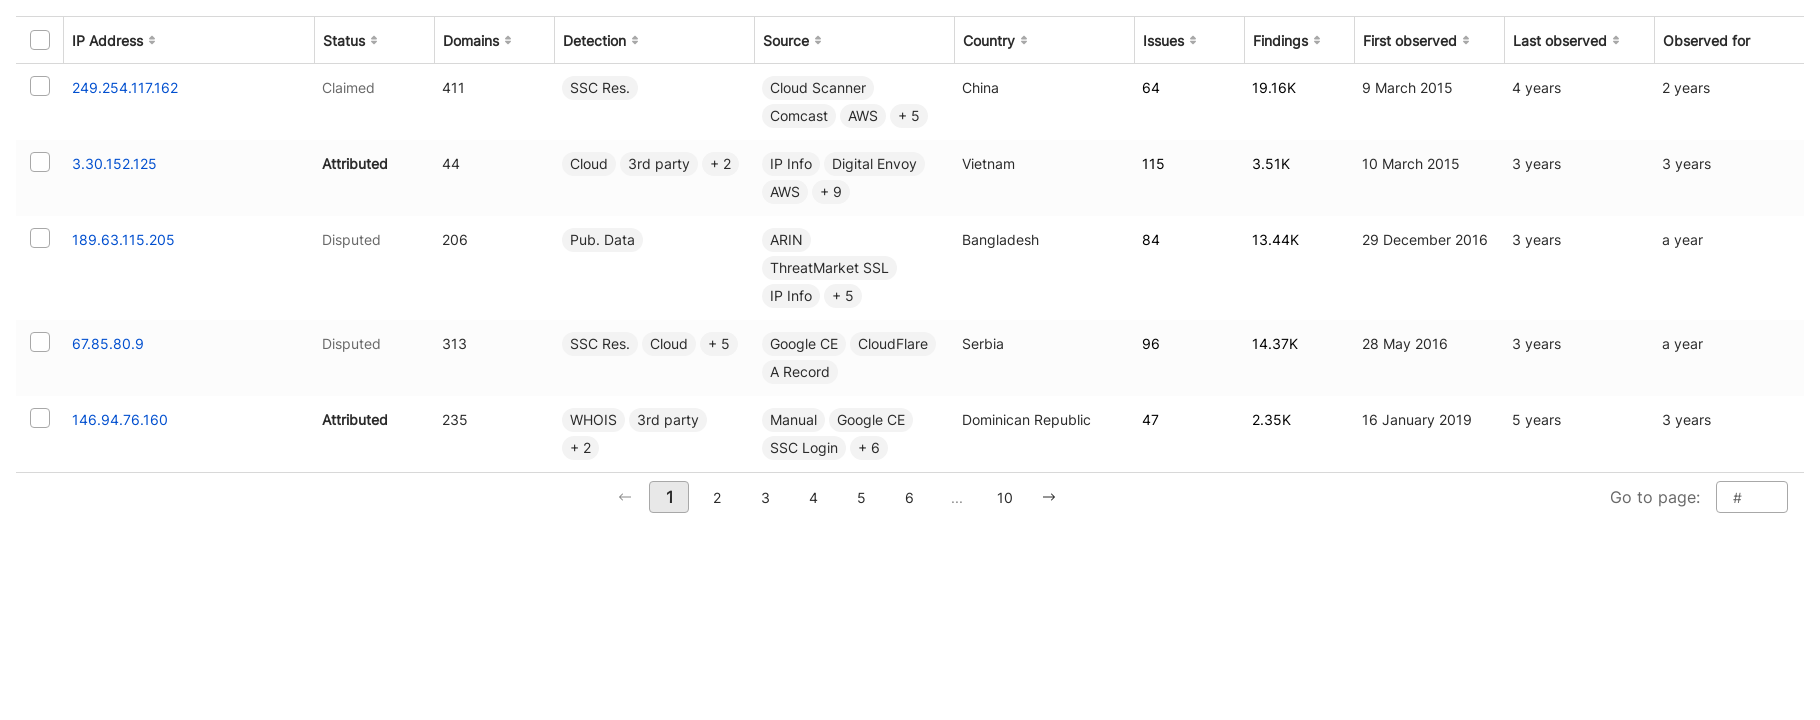 IP Address Status Domains Detection Source Country Issues Findings First observed Last observed Observed for
249.254.117.162 Claimed 411 SSC Res. Cloud Scanner China 64 19.16K 9 March 2015 4 years 2 years
Comcast AWS + 5
3.30.152.125 Attributed 44 Cloud 3rd party + 2 IP Info Digital Envoy Vietnam 115 3.51K 10 March 2015 3 years 3 years
AWS + 9
189.63.115.205 Disputed 206 Pub. Data ARIN Bangladesh 84 13.44K 29 December 2016 3 years a year
ThreatMarket SSL
IP Info + 5
67.85.80.9 Disputed 313 SSC Res. Cloud + 5 Google CE CloudFlare Serbia 96 14.37K 28 May 2016 3 years a year
A Record
146.94.76.160 Attributed 235 WHOIS 3rd party Manual Google CE Dominican Republic 47 2.35K 16 January 2019 5 years 3 years
+ 2 SSC Login + 6
← 1 2 3 4 5 6 ... 10 → Go to page: #